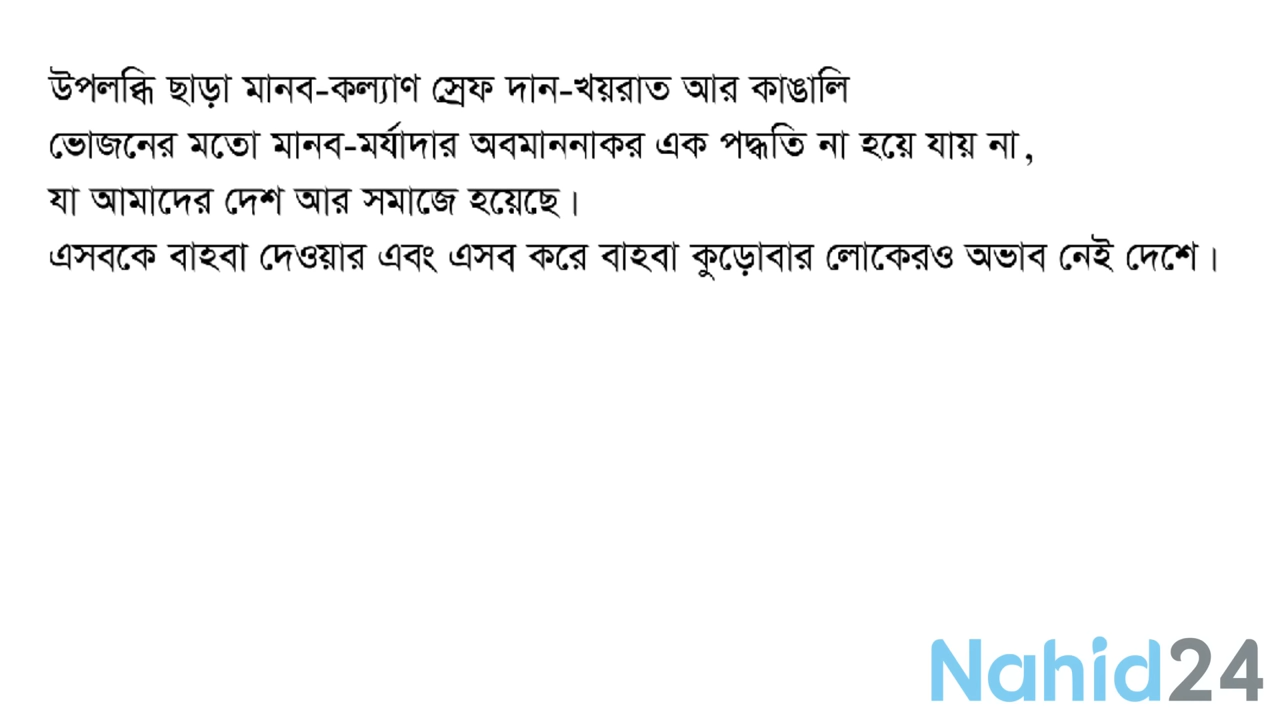 উপলব্ধি ছাড়া মানব-কল্যাণ স্রেফ দান-খয়রাত আর কাঙালি
ভোজনের মতো মানব-মর্যাদার অবমাননাকর এক পদ্ধতি না হয়ে যায় না,
যা আমাদের দেশ আর সমাজে হয়েছে।
এসবকে বাহবা দেওয়ার এবং এসব করে বাহবা কুড়োবার লোকেরও অভাব নেই দেশে।
Nahid24